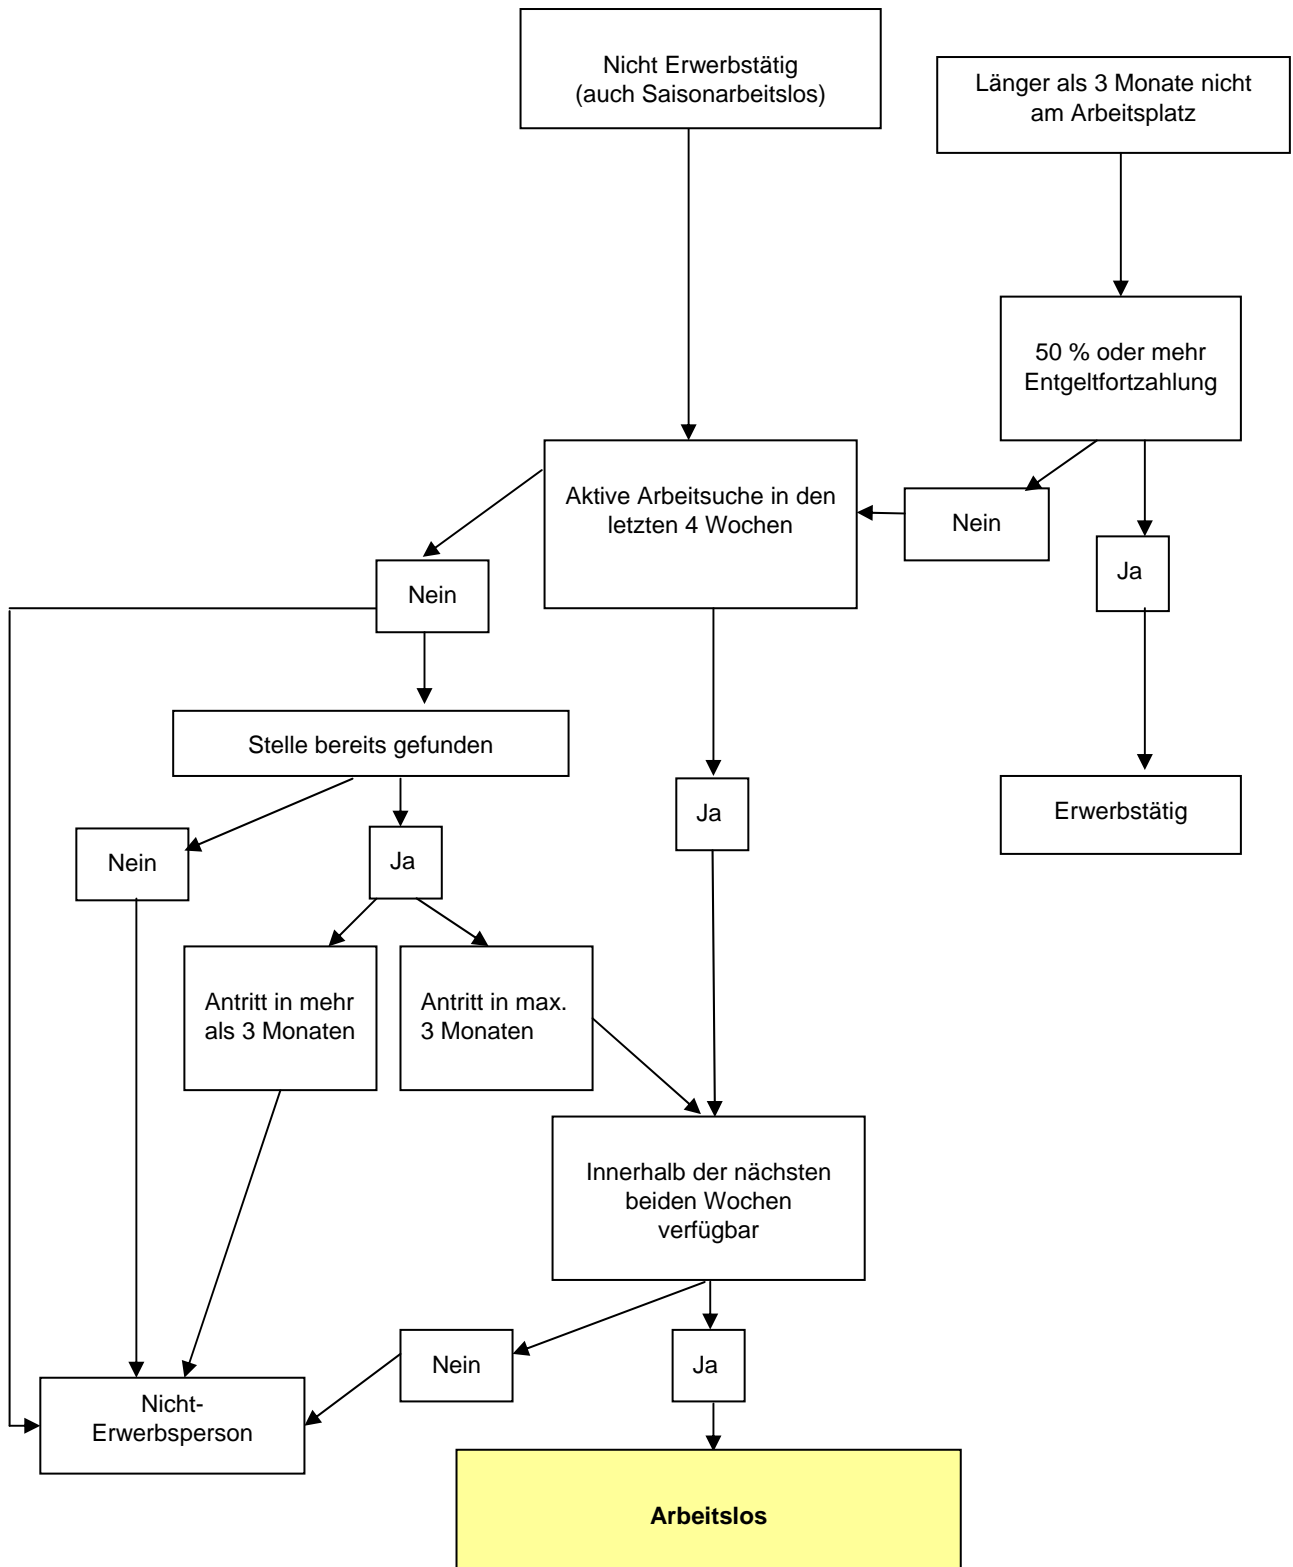 Nicht Erwerbstätig
(auch Saisonarbeitslos)
Länger als 3 Monate nicht
am Arbeitsplatz
50 % oder mehr
Entgeltfortzahlung
Aktive Arbeitsuche in den
letzten 4 Wochen
Nein
Ja
Nein
Stelle bereits gefunden
Ja
Erwerbstätig
Nein
Ja
Antritt in mehr
als 3 Monaten
Antritt in max.
3 Monaten
Innerhalb der nächsten
beiden Wochen
verfügbar
Nein
Ja
Nicht-
Erwerbsperson
Arbeitslos